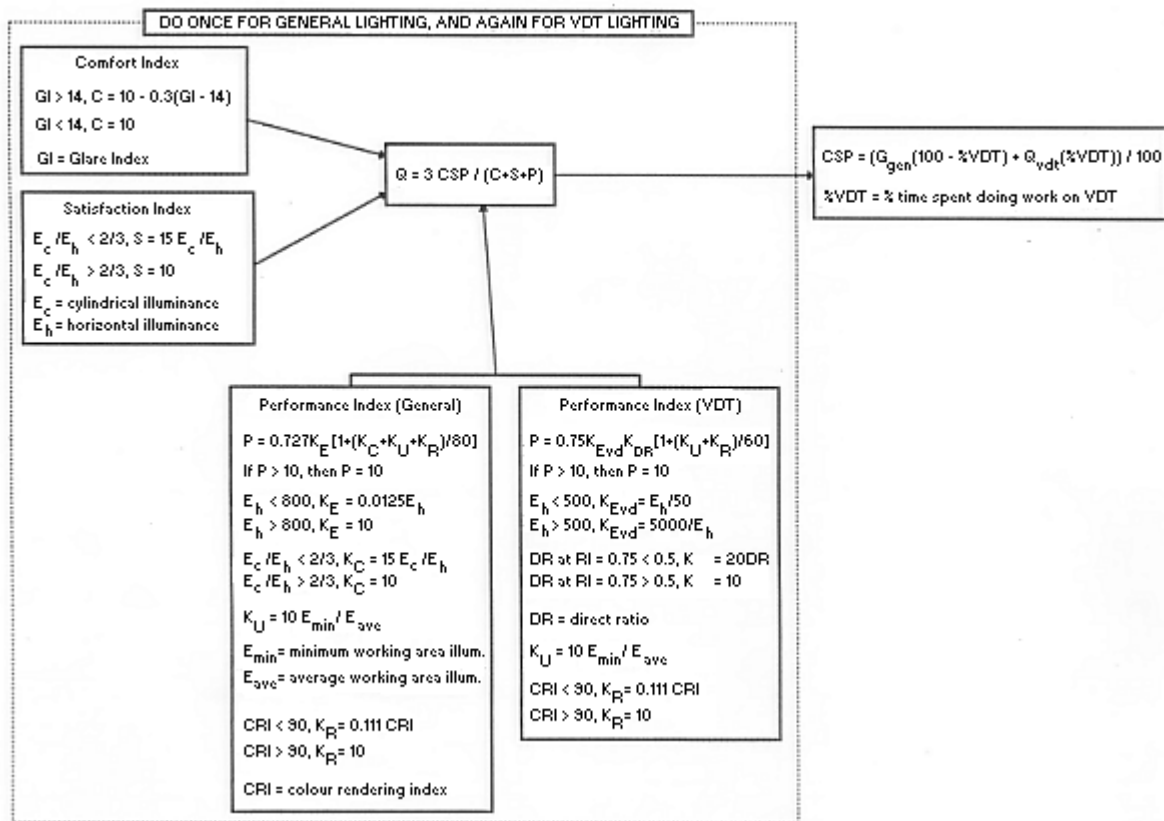 DO ONCE FOR GENERAL LIGHTING, AND AGAIN FOR VDT LIGHTING
Comfort Index
GI > 14, C = 10 - 0.3(GI - 14)
GI < 14, C = 10
GI = Glare Index
Satisfaction Index
E_c/E_h < 2/3, S = 15 E_c/E_h
E_c/E_h > 2/3, S = 10
E_c = cylindrical illuminance
E_h = horizontal illuminance
Q = 3 CSP / (C+S+P)
CSP = (G_gen(100 - %VDT) + Q_vdt(%VDT)) / 100
%VDT = % time spent doing work on VDT
Performance Index (General)
P = 0.727K_E[1+(K_C+K_U+K_R)/80]
If P > 10, then P = 10
E_h < 800, K_E = 0.0125E_h
E_h > 800, K_E = 10
E_c/E_h < 2/3, K_C = 15 E_c/E_h
E_c/E_h > 2/3, K_C = 10
K_U = 10 E_min/ E_ave
E_min = minimum working area illum.
E_ave = average working area illum.
CRI < 90, K_R = 0.111 CRI
CRI > 90, K_R = 10
CRI = colour rendering index
Performance Index (VDT)
P = 0.75K_Evd K_DR[1+(K_U+K_R)/60]
If P > 10, then P = 10
E_h < 500, K_Evd = E_h/50
E_h > 500, K_Evd = 5000/E_h
DR at RI = 0.75 < 0.5, K = 20DR
DR at RI = 0.75 > 0.5, K = 10
DR = direct ratio
K_U = 10 E_min/ E_ave
CRI < 90, K_R = 0.111 CRI
CRI > 90, K_R = 10